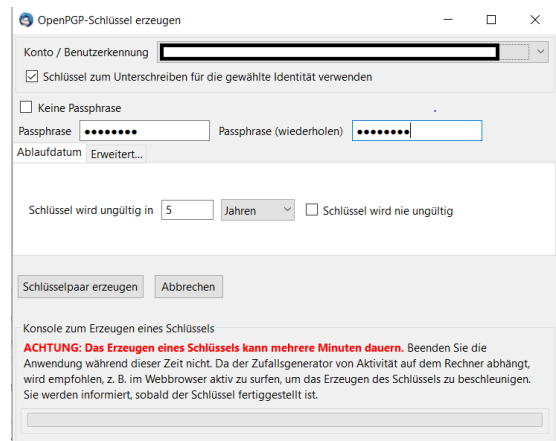 OpenPGP-Schlüssel erzeugen
Konto / Benutzerkennung
Schlüssel zum Unterschreiben für die gewählte Identität verwenden
Keine Passphrase
Passphrase ●●●●●●●● Passphrase (wiederholen) ●●●●●●●●
Ablaufdatum Erweitert...
Schlüssel wird ungültig in 5 Jahren Schlüssel wird nie ungültig
Schlüsselpaar erzeugen Abbrechen
Konsole zum Erzeugen eines Schlüssels
ACHTUNG: Das Erzeugen eines Schlüssels kann mehrere Minuten dauern. Beenden Sie die
Anwendung während dieser Zeit nicht. Da der Zufallsgenerator von Aktivität auf dem Rechner abhängt,
wird empfohlen, z. B. im Webbrowser aktiv zu surfen, um das Erzeugen des Schlüssels zu beschleunigen.
Sie werden informiert, sobald der Schlüssel fertiggestellt ist.